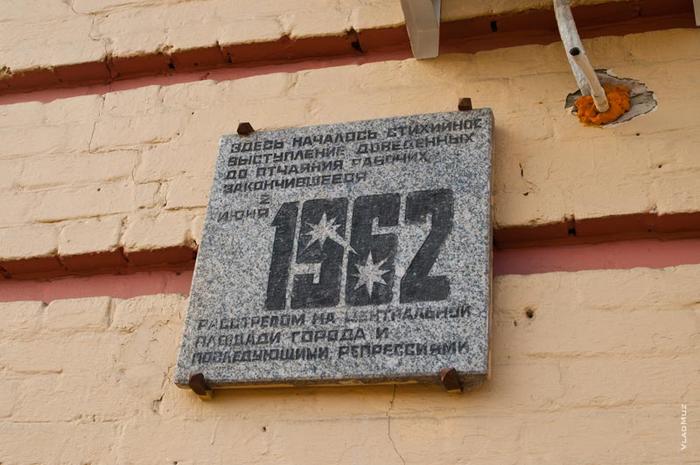 ЗДЕСЬ НАЧАЛОСЬ СТИХИЙНОЕ
ВЫСТУПЛЕНИЕ ДОВЕДЕННЫХ
ДО ОТЧАЯНИЯ РАБОЧИХ,
ЗАКОНЧИВШЕЕСЯ
2
ИЮНЯ 1962
РАССТРЕЛОМ НА ЦЕНТРАЛЬНОЙ
ПЛОЩАДИ ГОРОДА И
ПОСЛЕДУЮЩИМИ РЕПРЕССИЯМИ
VLADMUZ